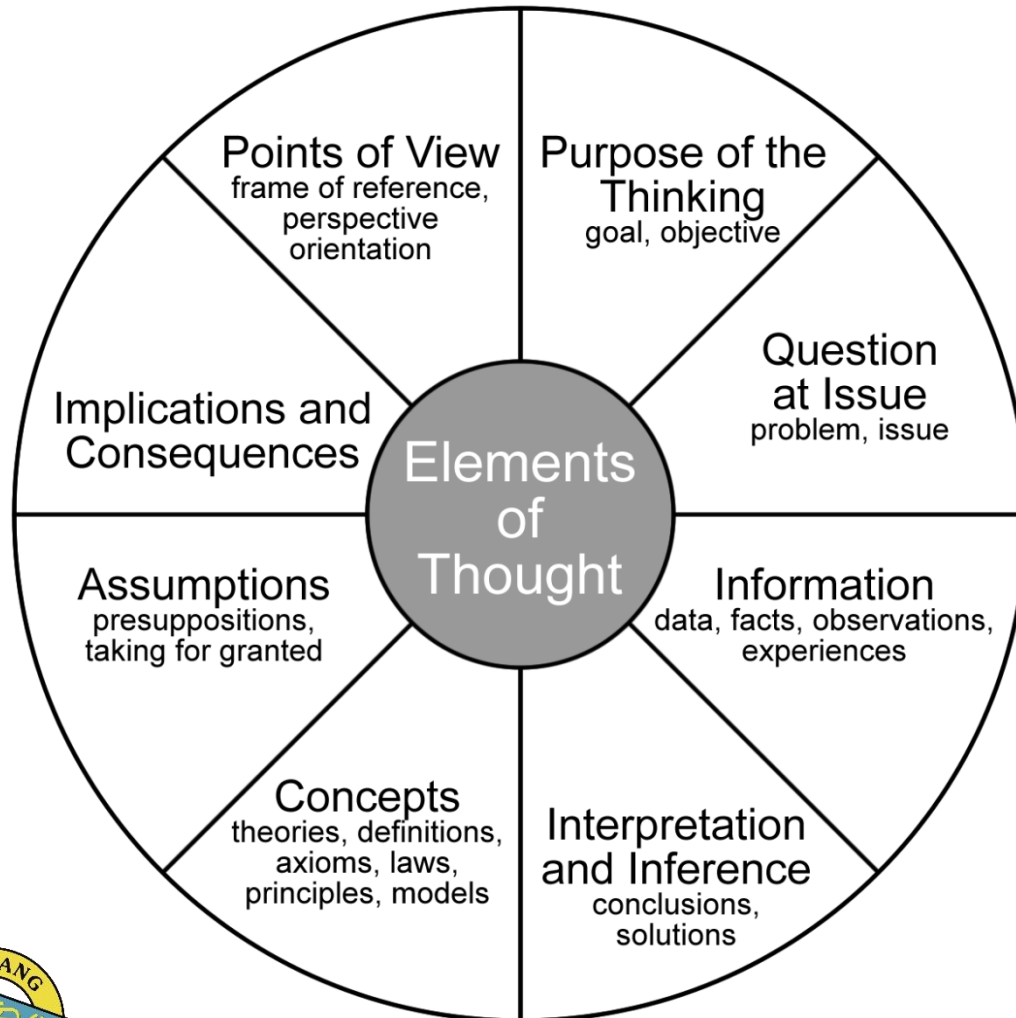 Points of View
frame of reference,
perspective
orientation
Purpose of the
Thinking
goal, objective
Question
at Issue
problem, issue
Information
data, facts, observations,
experiences
Interpretation
and Inference
conclusions,
solutions
Concepts
theories, definitions,
axioms, laws,
principles, models
Assumptions
presuppositions,
taking for granted
Implications and
Consequences
Elements
of
Thought